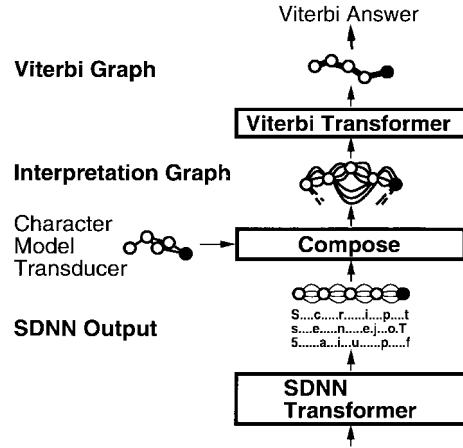 Viterbi Answer
Viterbi Graph
Viterbi Transformer
Interpretation Graph
Character
Model
Transducer
Compose
SDNN Output
S....c.....r......i....p.....t
s....e.....n.....e.j...o.T
5.....a...i...u.....p.....f
SDNN
Transformer